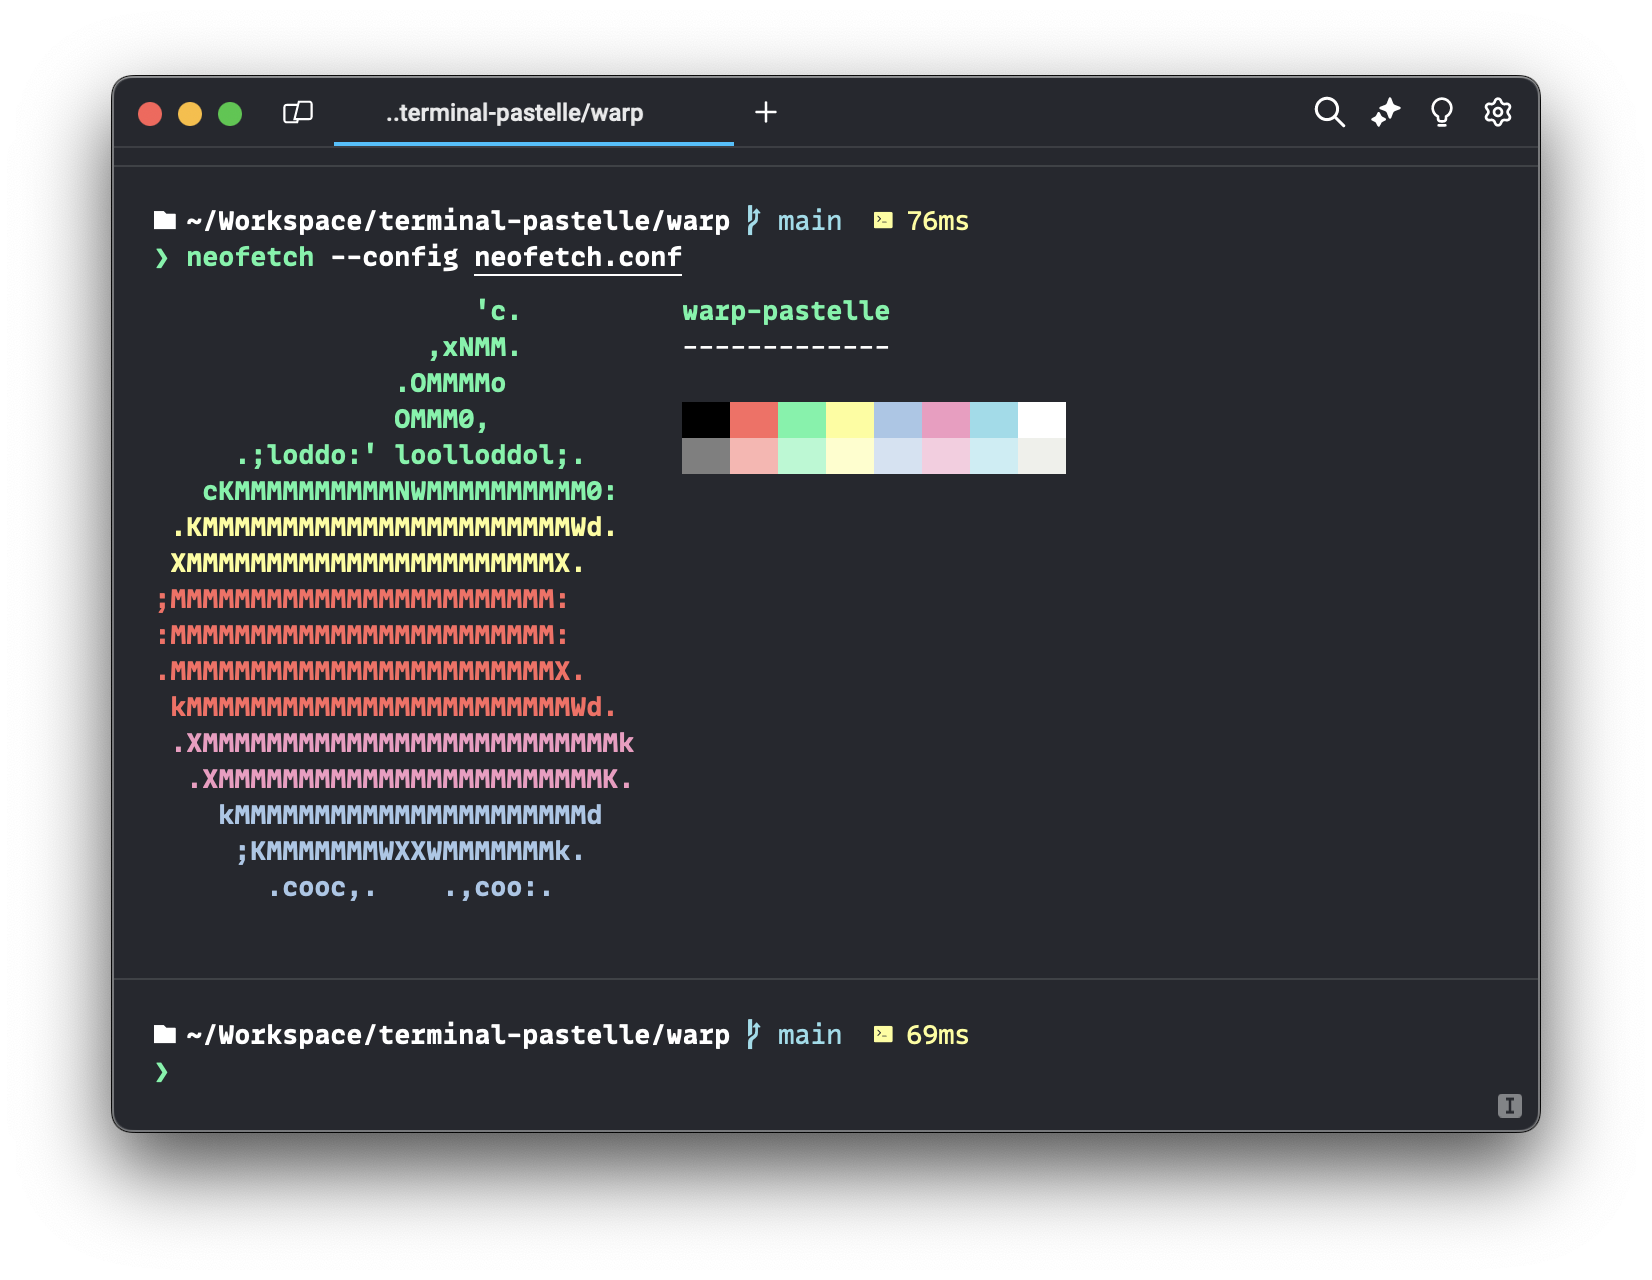 ..terminal-pastelle/warp
~/Workspace/terminal-pastelle/warp main 76ms
❯ neofetch --config neofetch.conf
'c.
warp-pastelle
,xNMM.
-------------
.OMMMMo
OMMM0,
.;loddo:' loolloddol;.
cKMMMMMMMMMMNWMMMMMMMMMM0:
.KMMMMMMMMMMMMMMMMMMMMMMMWd.
XMMMMMMMMMMMMMMMMMMMMMMMX.
;MMMMMMMMMMMMMMMMMMMMMMMM:
:MMMMMMMMMMMMMMMMMMMMMMMM:
.MMMMMMMMMMMMMMMMMMMMMMMMX.
kMMMMMMMMMMMMMMMMMMMMMMMMWd.
.XMMMMMMMMMMMMMMMMMMMMMMMMMMk
.XMMMMMMMMMMMMMMMMMMMMMMMMK.
kMMMMMMMMMMMMMMMMMMMMMMd
;KMMMMMMMWXXWMMMMMMMk.
.cooc,. .,coo:.
~/Workspace/terminal-pastelle/warp main 69ms
❯
I